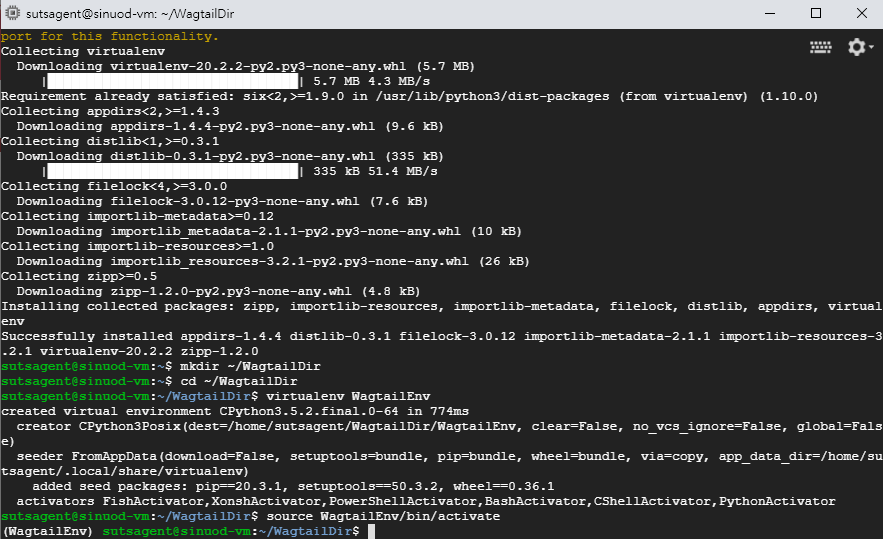 sutsagent@sinuod-vm: ~/WagtailDir
port for this functionality.
Collecting virtualenv
  Downloading virtualenv-20.2.2-py2.py3-none-any.whl (5.7 MB)
     |████████████████████████████████| 5.7 MB 4.3 MB/s
Requirement already satisfied: six<2,>=1.9.0 in /usr/lib/python3/dist-packages (from virtualenv) (1.10.0)
Collecting appdirs<2,>=1.4.3
  Downloading appdirs-1.4.4-py2.py3-none-any.whl (9.6 kB)
Collecting distlib<1,>=0.3.1
  Downloading distlib-0.3.1-py2.py3-none-any.whl (335 kB)
     |████████████████████████████████| 335 kB 51.4 MB/s
Collecting filelock<4,>=3.0.0
  Downloading filelock-3.0.12-py3-none-any.whl (7.6 kB)
Collecting importlib-metadata>=0.12
  Downloading importlib_metadata-2.1.1-py2.py3-none-any.whl (10 kB)
Collecting importlib-resources>=1.0
  Downloading importlib_resources-3.2.1-py2.py3-none-any.whl (26 kB)
Collecting zipp>=0.5
  Downloading zipp-1.2.0-py2.py3-none-any.whl (4.8 kB)
Installing collected packages: zipp, importlib-resources, importlib-metadata, filelock, distlib, appdirs, virtual
env
Successfully installed appdirs-1.4.4 distlib-0.3.1 filelock-3.0.12 importlib-metadata-2.1.1 importlib-resources-3
.2.1 virtualenv-20.2.2 zipp-1.2.0
sutsagent@sinuod-vm:~$ mkdir ~/WagtailDir
sutsagent@sinuod-vm:~$ cd ~/WagtailDir
sutsagent@sinuod-vm:~/WagtailDir$ virtualenv WagtailEnv
created virtual environment CPython3.5.2.final.0-64 in 774ms
  creator CPython3Posix(dest=/home/sutsagent/WagtailDir/WagtailEnv, clear=False, no_vcs_ignore=False, global=Fals
e)
  seeder FromAppData(download=False, setuptools=bundle, pip=bundle, wheel=bundle, via=copy, app_data_dir=/home/su
tsagent/.local/share/virtualenv)
    added seed packages: pip==20.3.1, setuptools==50.3.2, wheel==0.36.1
  activators FishActivator,XonshActivator,PowerShellActivator,BashActivator,CShellActivator,PythonActivator
sutsagent@sinuod-vm:~/WagtailDir$ source WagtailEnv/bin/activate
(WagtailEnv) sutsagent@sinuod-vm:~/WagtailDir$